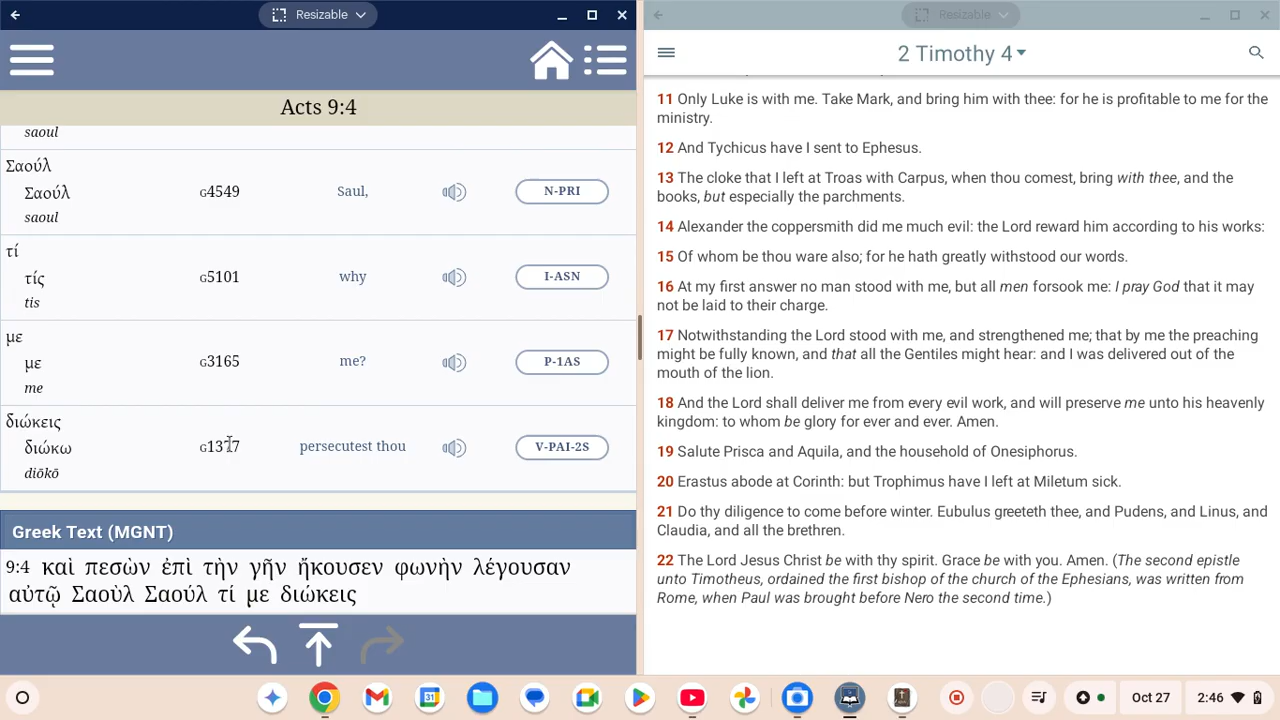 Resizable
Acts 9:4
saoul
Σαούλ
Σαούλ
saoul
G4549
Saul,
N-PRI
τί
τίς
tis
G5101
why
I-ASN
με
με
me
G3165
me?
P-1AS
διώκεις
διώκω
diōkō
G1377
persecutest thou
V-PAI-2S
Greek Text (MGNT)
9:4 καὶ πεσὼν ἐπὶ τὴν γῆν ἤκουσεν φωνὴν λέγουσαν
αὐτῷ Σαοὺλ Σαούλ τί με διώκεις
Resizable
2 Timothy 4
11 Only Luke is with me. Take Mark, and bring him with thee: for he is profitable to me for the
ministry.
12 And Tychicus have I sent to Ephesus.
13 The cloke that I left at Troas with Carpus, when thou comest, bring with thee, and the
books, but especially the parchments.
14 Alexander the coppersmith did me much evil: the Lord reward him according to his works:
15 Of whom be thou ware also; for he hath greatly withstood our words.
16 At my first answer no man stood with me, but all men forsook me: I pray God that it may
not be laid to their charge.
17 Notwithstanding the Lord stood with me, and strengthened me; that by me the preaching
might be fully known, and that all the Gentiles might hear: and I was delivered out of the
mouth of the lion.
18 And the Lord shall deliver me from every evil work, and will preserve me unto his heavenly
kingdom: to whom be glory for ever and ever. Amen.
19 Salute Prisca and Aquila, and the household of Onesiphorus.
20 Erastus abode at Corinth: but Trophimus have I left at Miletum sick.
21 Do thy diligence to come before winter. Eubulus greeteth thee, and Pudens, and Linus, and
Claudia, and all the brethren.
22 The Lord Jesus Christ be with thy spirit. Grace be with you. Amen. (The second epistle
unto Timotheus, ordained the first bishop of the church of the Ephesians, was written from
Rome, when Paul was brought before Nero the second time.)
Oct 27
2:46